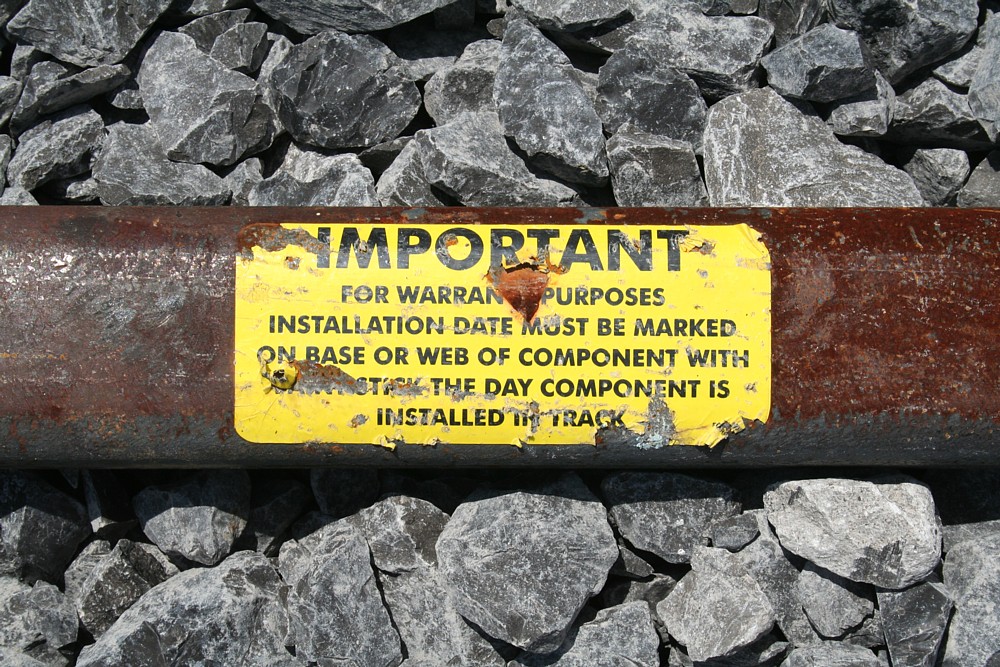 IMPORTANT
FOR WARRAN PURPOSES
INSTALLATION DATE MUST BE MARKED
ON BASE OR WEB OF COMPONENT WITH
THE DAY COMPONENT IS
INSTALLED IN TRACK